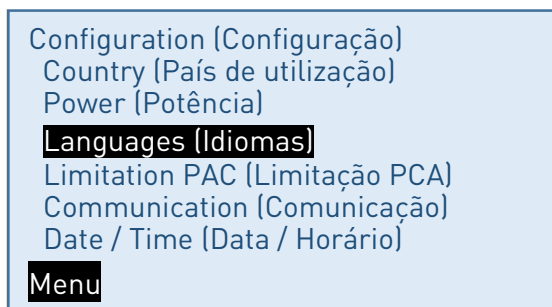 Configuration (Configuração)
Country (País de utilização)
Power (Potência)
Languages (Idiomas)
Limitation PAC (Limitação PCA)
Communication (Comunicação)
Date / Time (Data / Horário)
Menu